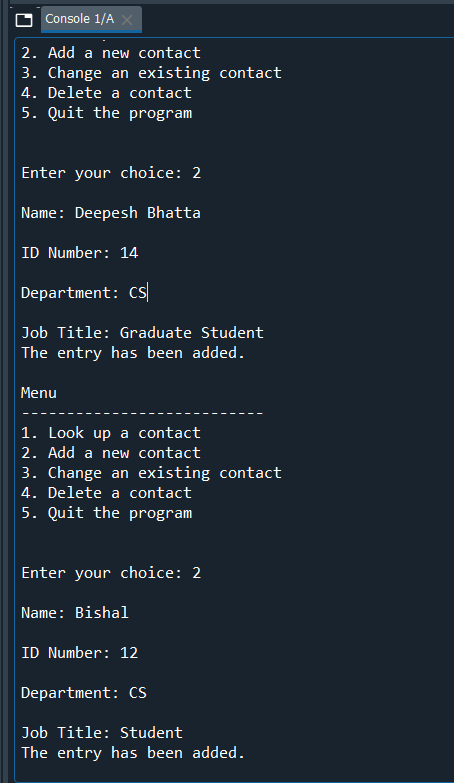 Console 1/A
2. Add a new contact
3. Change an existing contact
4. Delete a contact
5. Quit the program
Enter your choice: 2
Name: Deepesh Bhatta
ID Number: 14
Department: CS
Job Title: Graduate Student
The entry has been added.
Menu
---------------------------
1. Look up a contact
2. Add a new contact
3. Change an existing contact
4. Delete a contact
5. Quit the program
Enter your choice: 2
Name: Bishal
ID Number: 12
Department: CS
Job Title: Student
The entry has been added.